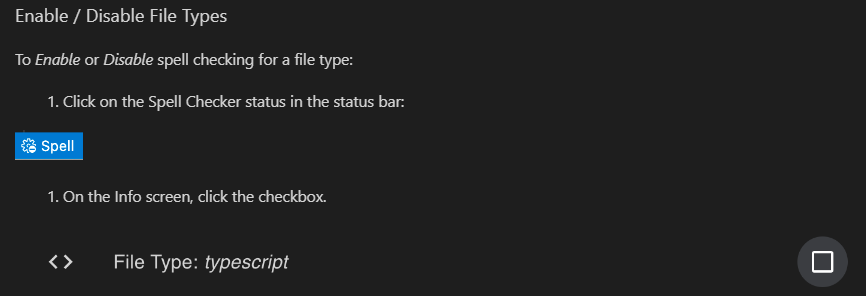 Enable / Disable File Types
To Enable or Disable spell checking for a file type:
1. Click on the Spell Checker status in the status bar:
Spell
1. On the Info screen, click the checkbox.
<> File Type: typescript